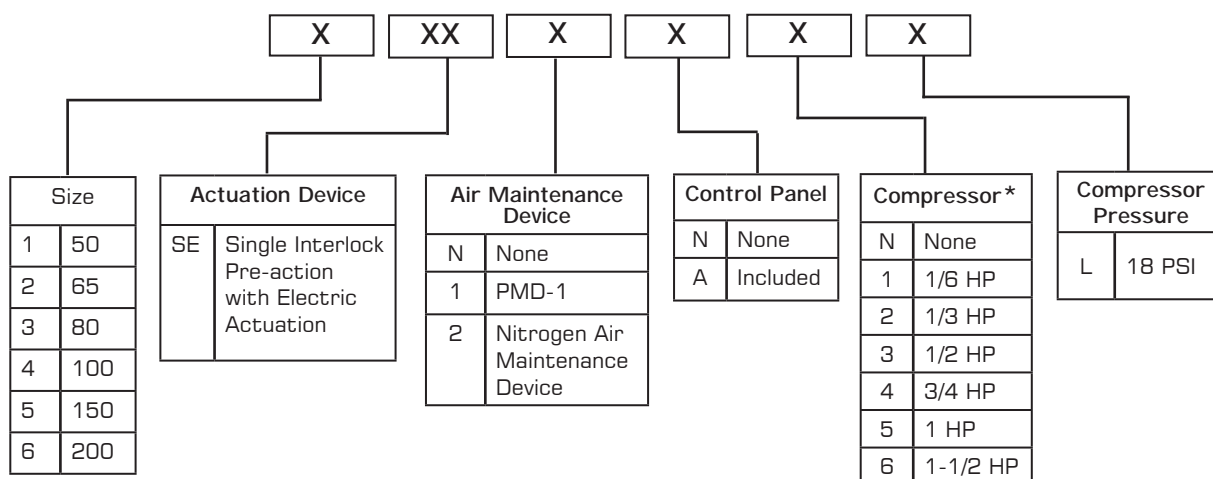 X XX X X X X
Size
1 50
2 65
3 80
4 100
5 150
6 200
Actuation Device
SE Single Interlock
Pre-action
with Electric
Actuation
Air Maintenance
Device
N None
1 PMD-1
2 Nitrogen Air
Maintenance
Device
Control Panel
N None
A Included
Compressor*
N None
1 1/6 HP
2 1/3 HP
3 1/2 HP
4 3/4 HP
5 1 HP
6 1-1/2 HP
Compressor
Pressure
L 18 PSI